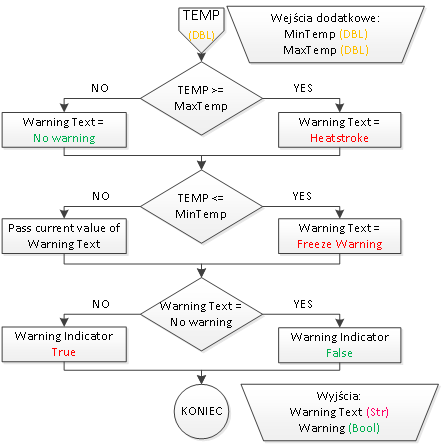 TEMP
(DBL)
Wejścia dodatkowe:
MinTemp (DBL)
MaxTemp (DBL)
NO
TEMP >=
MaxTemp
YES
Warning Text =
No warning
Warning Text =
Heatstroke
NO
TEMP <=
MinTemp
YES
Pass current value of
Warning Text
Warning Text =
Freeze Warning
NO
Warning Text =
No warning
YES
Warning Indicator
True
Warning Indicator
False
KONIEC
Wyjścia:
Warning Text (Str)
Warning (Bool)